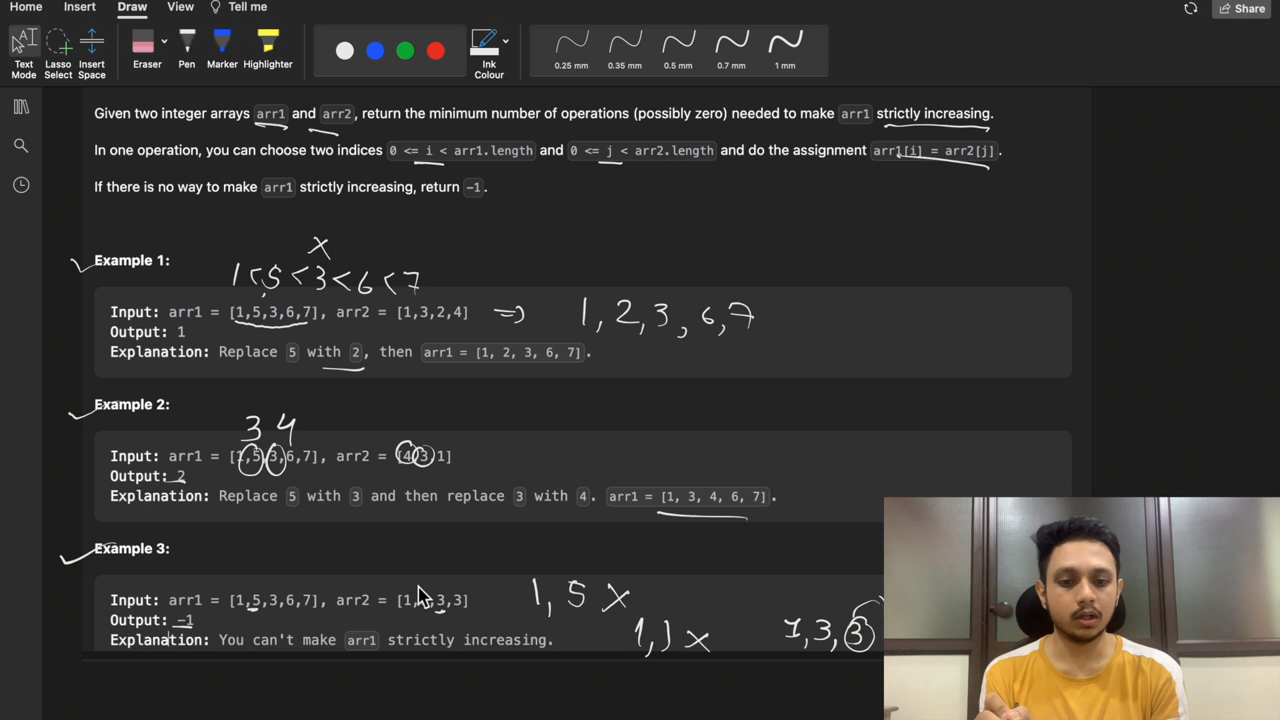 Home Insert Draw View Tell me Share
Text Mode Lasso Select Insert Space Eraser Pen Marker Highlighter Ink Colour 0.25 mm 0.35 mm 0.5 mm 0.7 mm 1 mm
Given two integer arrays arr1 and arr2, return the minimum number of operations (possibly zero) needed to make arr1 strictly increasing.
In one operation, you can choose two indices 0 <= i < arr1.length and 0 <= j < arr2.length and do the assignment arr1[i] = arr2[j].
If there is no way to make arr1 strictly increasing, return -1.
x
Example 1:
1 < 5 < 3 < 6 < 7
Input: arr1 = [1,5,3,6,7], arr2 = [1,3,2,4] => 1, 2, 3, 6, 7
Output: 1
Explanation: Replace 5 with 2, then arr1 = [1, 2, 3, 6, 7].
Example 2:
3 4
Input: arr1 = [1,5,3,6,7], arr2 = [4,3,1]
Output: 2
Explanation: Replace 5 with 3 and then replace 3 with 4. arr1 = [1, 3, 4, 6, 7].
Example 3:
Input: arr1 = [1,5,3,6,7], arr2 = [1, ,3,3] 1, 5 x
Output: -1
Explanation: You can't make arr1 strictly increasing. 1, 1 x 1, 3, 3